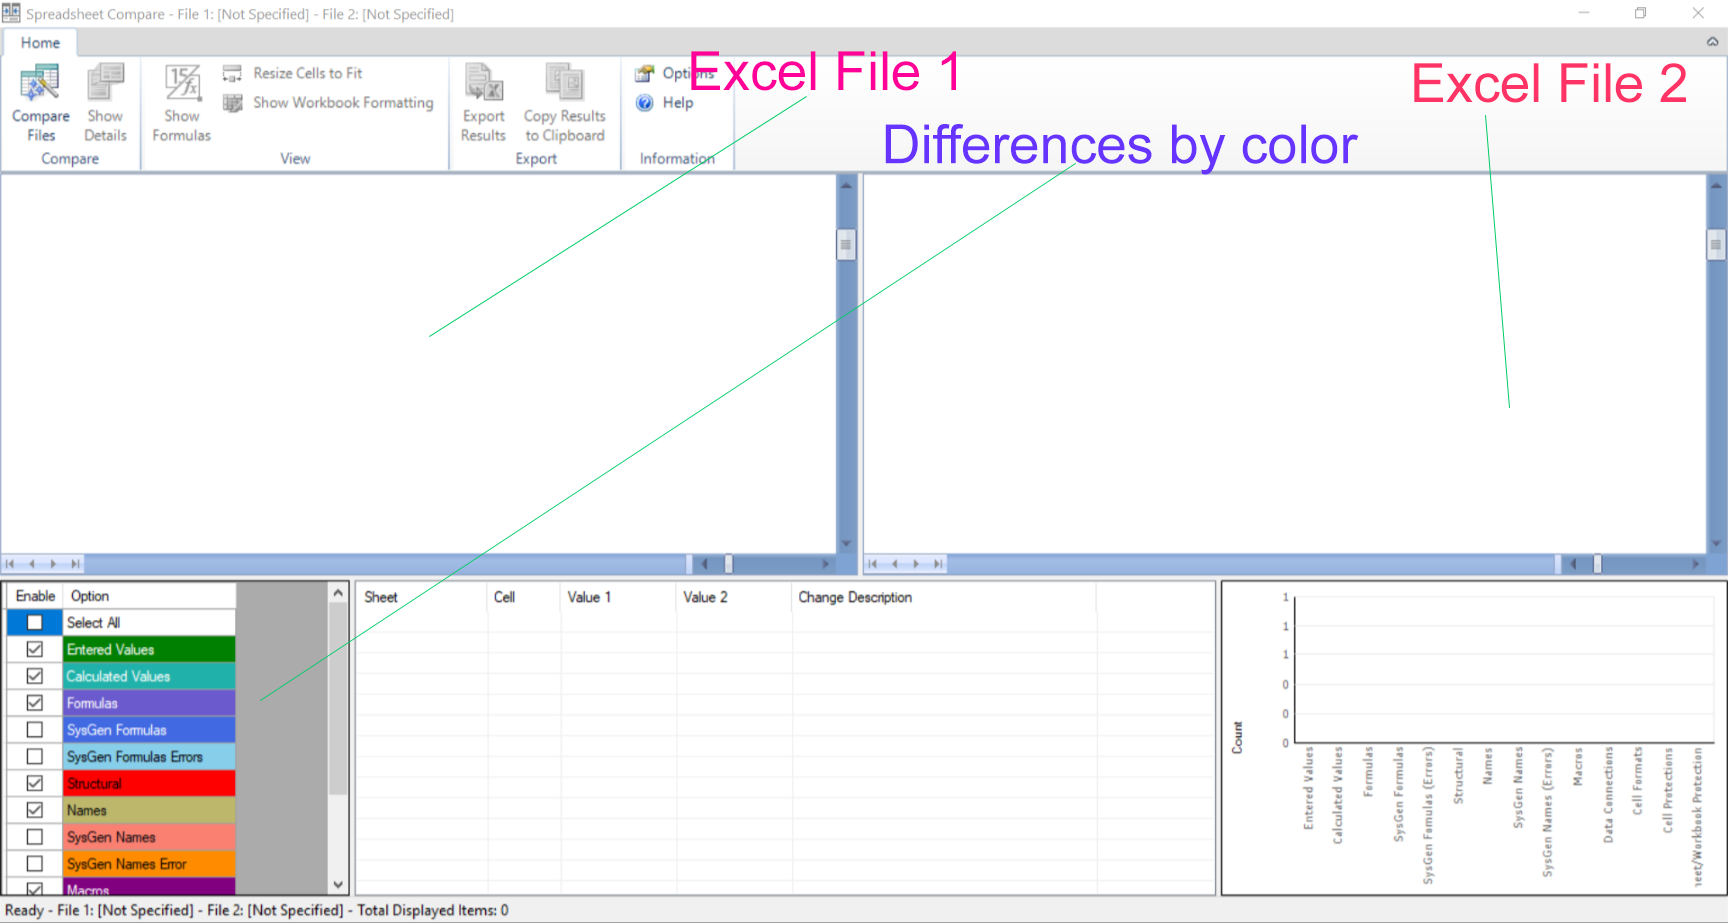 Spreadsheet Compare - File 1: [Not Specified] - File 2: [Not Specified]
Home
Compare Files
Show Details
Compare
Show Formulas
Resize Cells to Fit
Show Workbook Formatting
View
Export Results
Copy Results to Clipboard
Export
Options
Help
Information
Excel File 1
Differences by color
Excel File 2
Enable Option
Select All
Entered Values
Calculated Values
Formulas
SysGen Formulas
SysGen Formulas Errors
Structural
Names
SysGen Names
SysGen Names Error
Macros
Sheet Cell Value 1 Value 2 Change Description
Count
1
1
1
0
0
0
Entered Values
Calculated Values
Formulas
SysGen Formulas
SysGen Fomulas (Errors)
Structural
Names
SysGen Names
SysGen Names (Errors)
Macros
Data Connections
Cell Formats
Cell Protections
neet/Workbook Protection
Ready - File 1: [Not Specified] - File 2: [Not Specified] - Total Displayed Items: 0